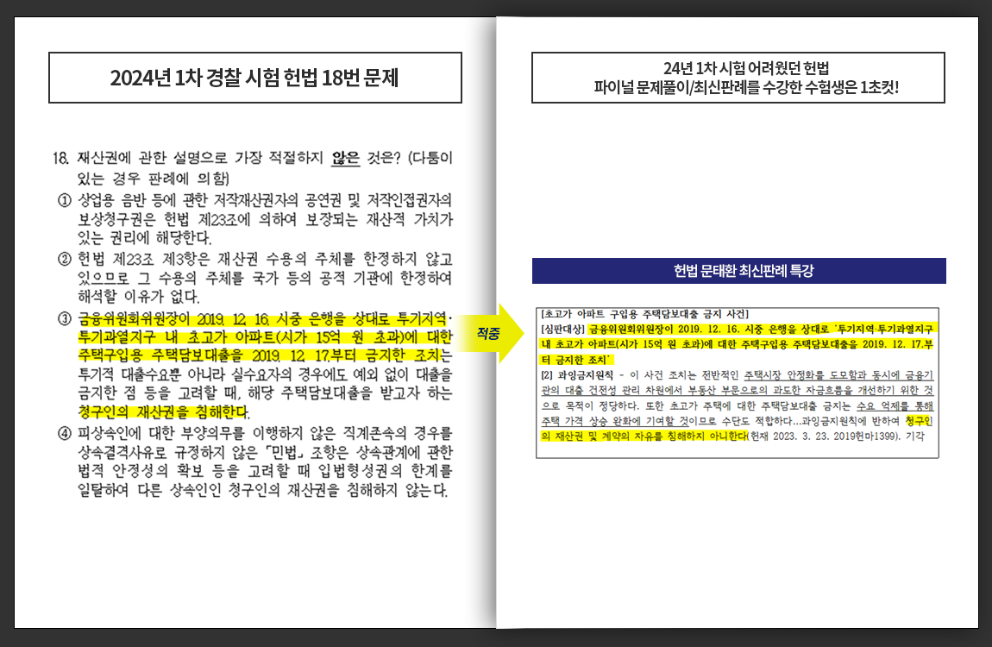 2024년 1차 경찰 시험 헌법 18번 문제
18. 재산권에 관한 설명으로 가장 적절하지 않은 것은? (다툼이
있는 경우 판례에 의함)
① 상업용 음반 등에 관한 저작재산권자의 공연권 및 저작인접권자의
보상청구권은 헌법 제23조에 의하여 보장되는 재산적 가치가
있는 권리에 해당한다.
② 헌법 제23조 제3항은 재산권 수용의 주체를 한정하지 않고
있으므로 그 수용의 주체를 국가 등의 공적 기관에 한정하여
해석할 이유가 없다.
③ 금융위원회위원장이 2019. 12. 16. 시중 은행을 상대로 투기지역·
투기과열지구 내 초고가 아파트(시가 15억 원 초과)에 대한
주택구입용 주택담보대출을 2019. 12. 17.부터 금지한 조치는
투기적 대출수요뿐 아니라 실수요자의 경우에도 예외 없이 대출을
금지한 점 등을 고려할 때, 해당 주택담보대출을 받고자 하는
청구인의 재산권을 침해한다.
④ 피상속인에 대한 부양의무를 이행하지 않은 직계존속의 경우를
상속결격사유로 규정하지 않은 「민법」 조항은 상속관계에 관한
법적 안정성의 확보 등을 고려할 때 입법형성권의 한계를
일탈하여 다른 상속인인 청구인의 재산권을 침해하지 않는다.
적중
24년 1차 시험 어려웠던 헌법
파이널 문제풀이/최신판례를 수강한 수험생은 1초컷!
헌법 문태환 최신판례 특강
[초고가 아파트 구입용 주택담보대출 금지 사건]
[심판대상] 금융위원회위원장이 2019. 12. 16. 시중 은행을 상대로 '투기지역·투기과열지구
내 초고가 아파트(시가 15억 원 초과)에 대한 주택구입용 주택담보대출을 2019. 12. 17.부
터 금지한 조치'
[2] 과잉금지원칙 - 이 사건 조치는 전반적인 주택시장 안정화를 도모함과 동시에 금융기
관의 대출 건전성 관리 차원에서 부동산 부문으로의 과도한 자금흐름을 개선하기 위한 것
으로 목적이 정당하다. 또한 초고가 주택에 대한 주택담보대출 금지는 수요 억제를 통해
주택 가격 상승 완화에 기여할 것이므로 수단도 적합하다...과잉금지원칙에 반하여 청구인
의 재산권 및 계약의 자유를 침해하지 아니한다(헌재 2023. 3. 23. 2019헌마1399). 기각